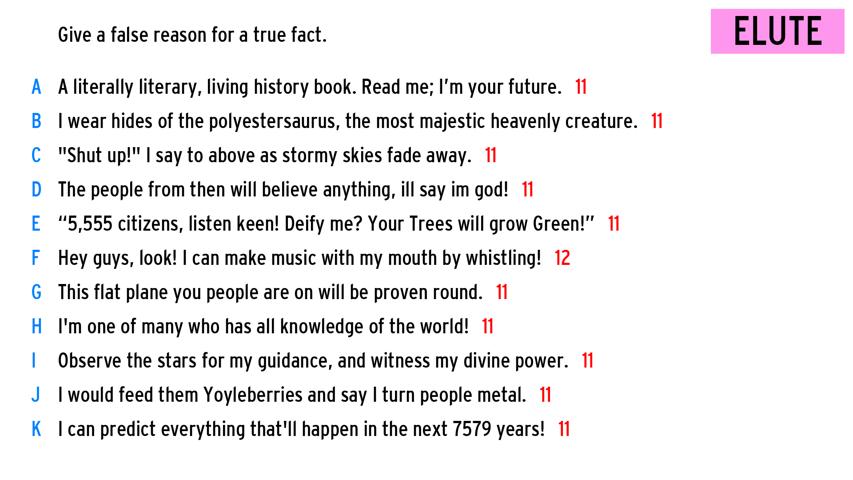 Give a false reason for a true fact.
ELUTE
A A literally literary, living history book. Read me; I’m your future. 11
B I wear hides of the polyestersaurus, the most majestic heavenly creature. 11
C "Shut up!" I say to above as stormy skies fade away. 11
D The people from then will believe anything, ill say im god! 11
E “5,555 citizens, listen keen! Deify me? Your Trees will grow Green!” 11
F Hey guys, look! I can make music with my mouth by whistling! 12
G This flat plane you people are on will be proven round. 11
H I'm one of many who has all knowledge of the world! 11
I Observe the stars for my guidance, and witness my divine power. 11
J I would feed them Yoyleberries and say I turn people metal. 11
K I can predict everything that'll happen in the next 7579 years! 11